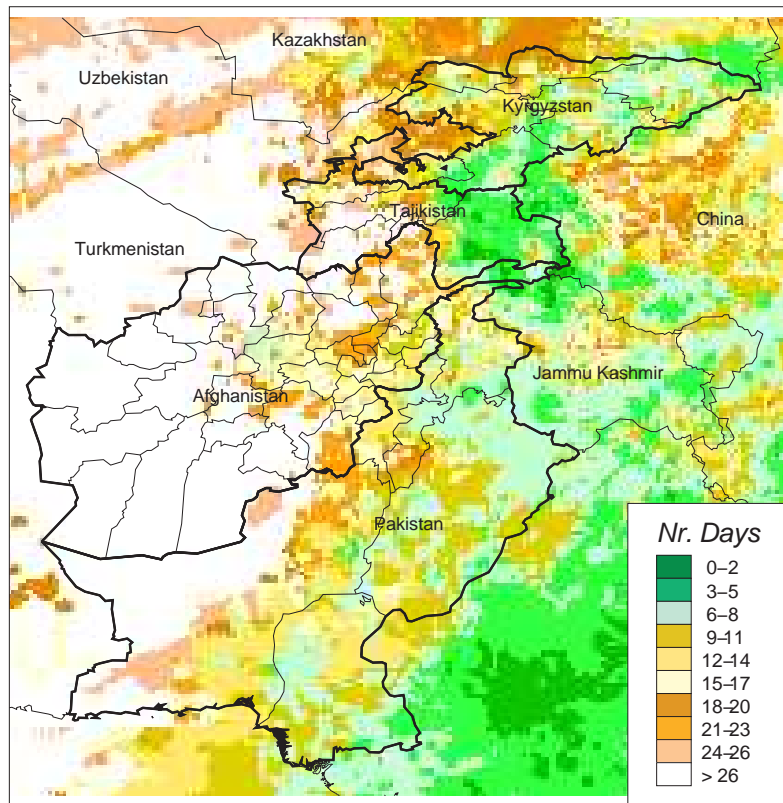 Kazakhstan
Uzbekistan
Kyrgyzstan
Tajikistan
China
Turkmenistan
Jammu Kashmir
Afghanistan
Pakistan
Nr. Days
0–2
3–5
6–8
9–11
12–14
15–17
18–20
21–23
24–26
> 26